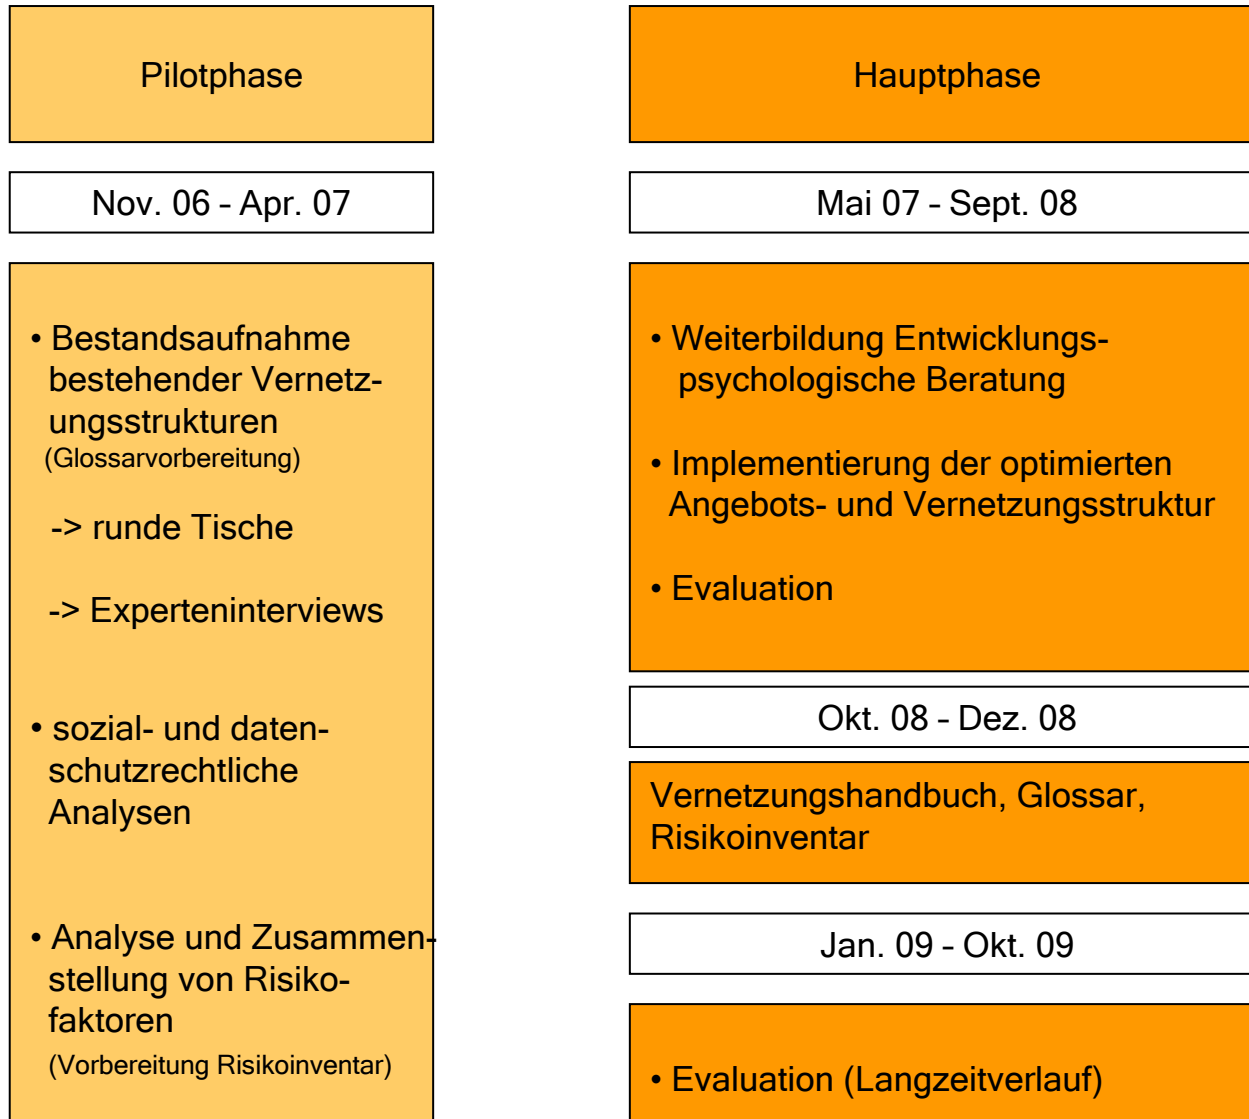 Pilotphase
Nov. 06 – Apr. 07
• Bestandsaufnahme
bestehender Vernetz-
ungsstrukturen
(Glossarvorbereitung)
-> runde Tische
-> Experteninterviews
• sozial- und daten-
schutzrechtliche
Analysen
• Analyse und Zusammen-
stellung von Risiko-
faktoren
(Vorbereitung Risikoinventar)
Hauptphase
Mai 07 – Sept. 08
• Weiterbildung Entwicklungs-
psychologische Beratung
• Implementierung der optimierten
Angebots- und Vernetzungsstruktur
• Evaluation
Okt. 08 – Dez. 08
Vernetzungshandbuch, Glossar,
Risikoinventar
Jan. 09 – Okt. 09
• Evaluation (Langzeitverlauf)